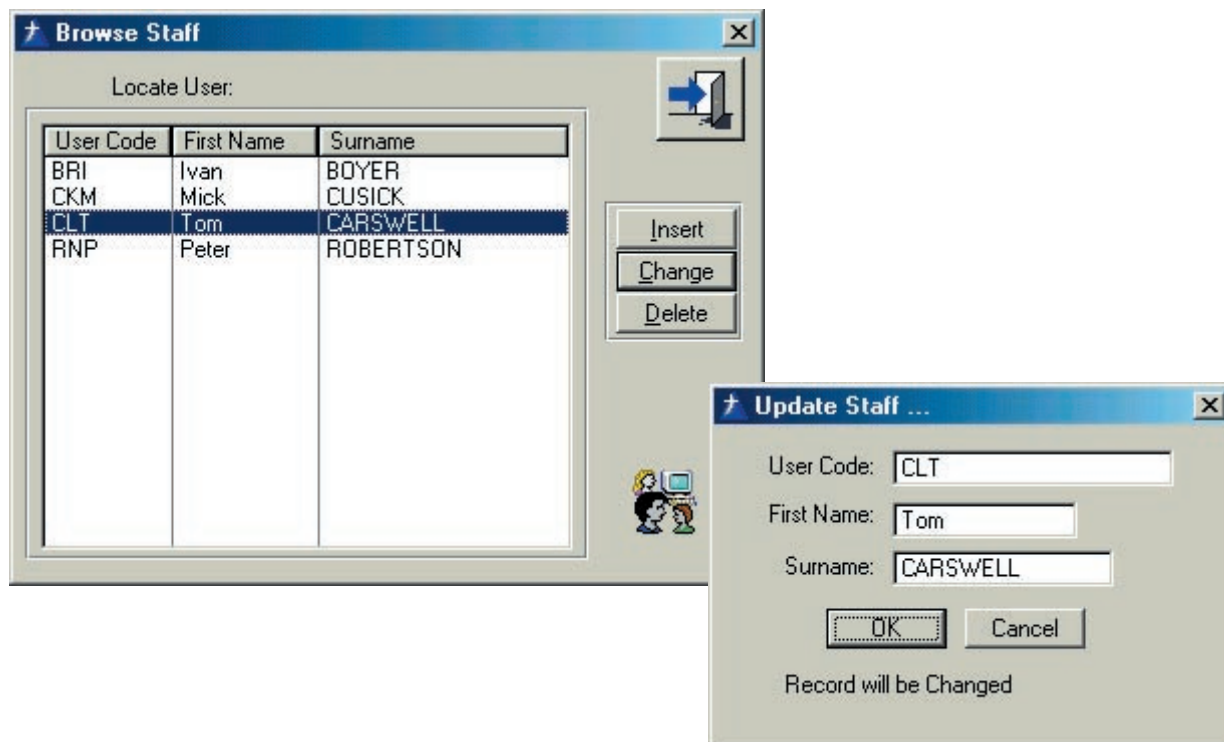 Browse Staff
Locate User:
User Code First Name Surname
BRI Ivan BOYER
CKM Mick CUSICK
CLT Tom CARSWELL
RNP Peter ROBERTSON
Insert
Change
Delete
Update Staff ...
User Code: CLT
First Name: Tom
Surname: CARSWELL
OK Cancel
Record will be Changed